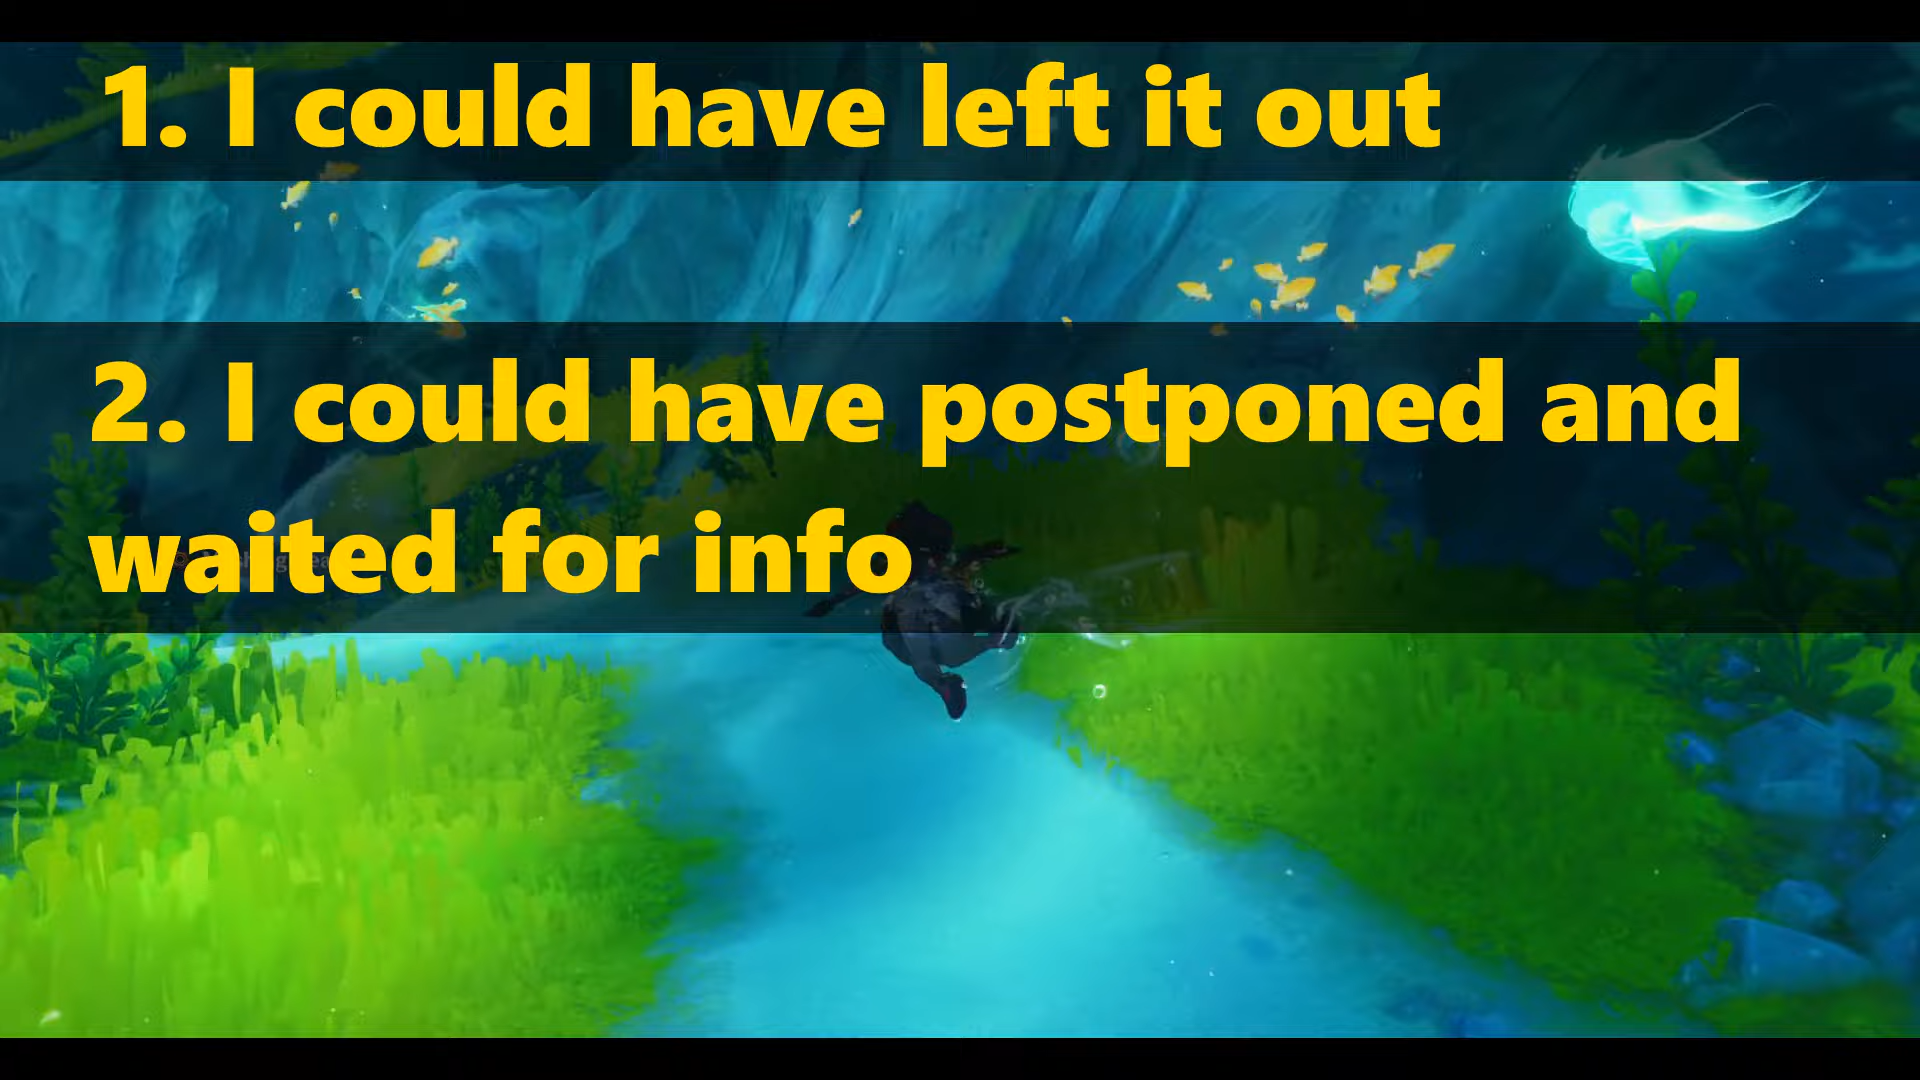 1. I could have left it out
2. I could have postponed and
waited for info